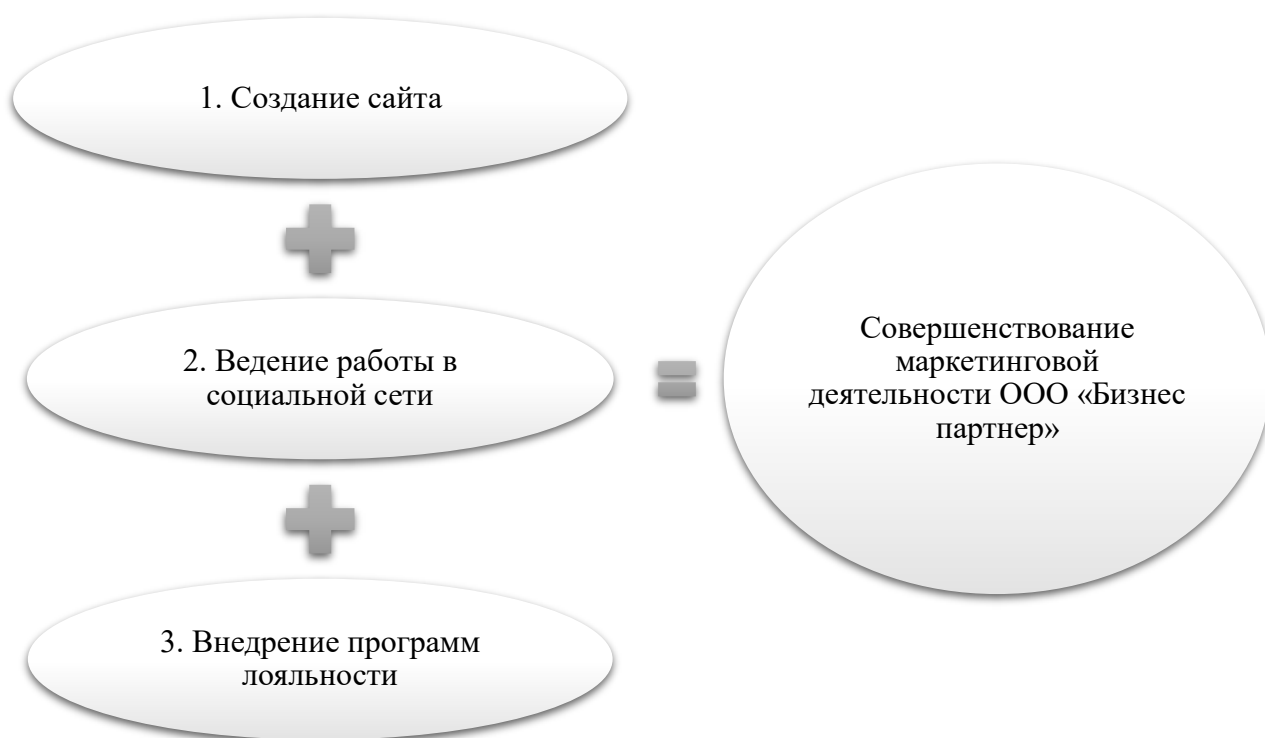 1. Создание сайта
2. Ведение работы в
социальной сети
3. Внедрение программ
лояльности
Совершенствование
маркетинговой
деятельности ООО «Бизнес
партнер»